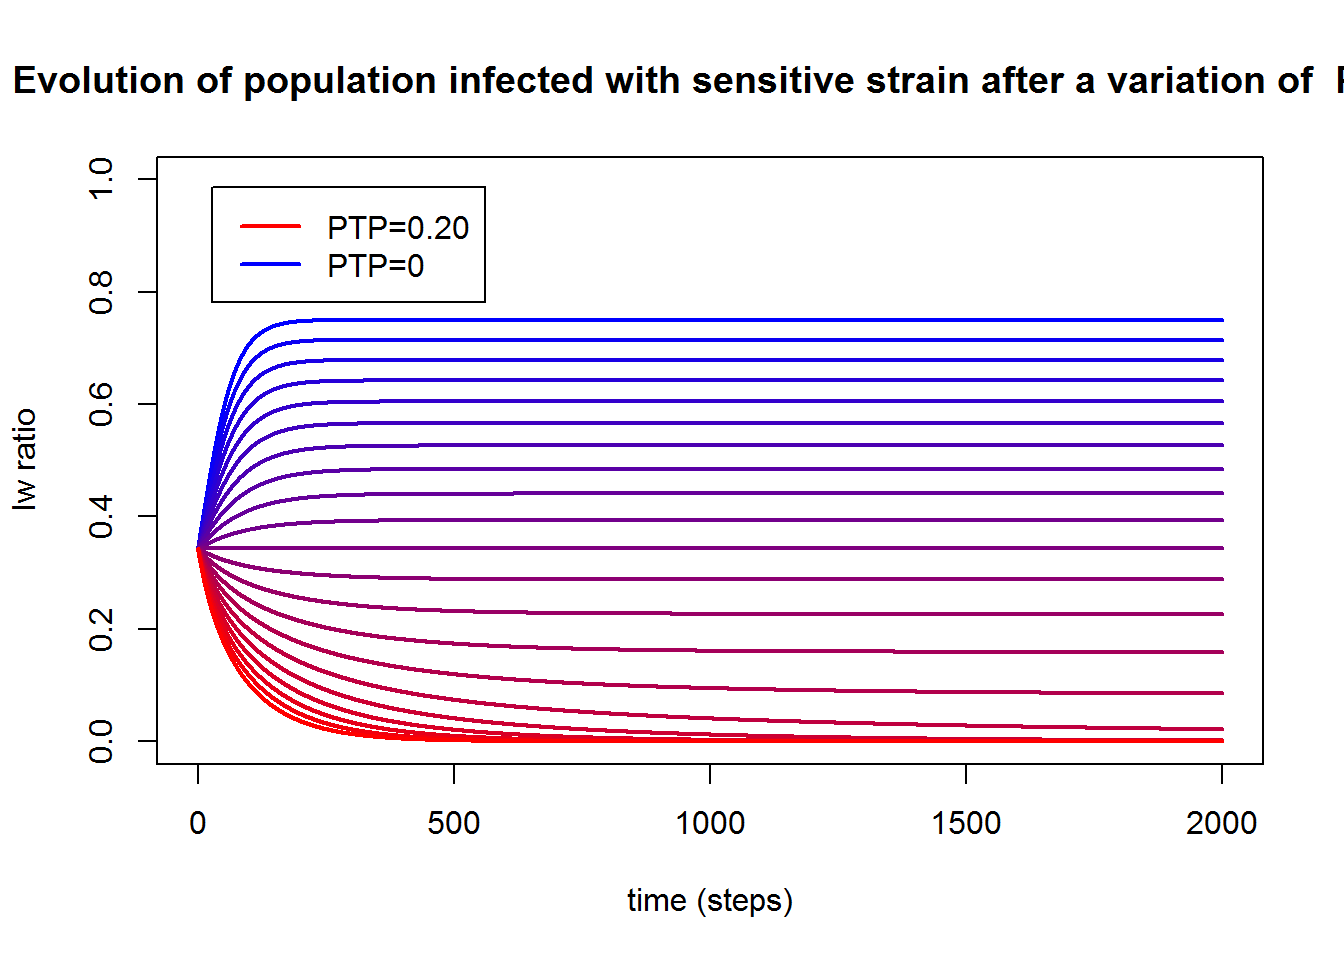 Evolution of population infected with sensitive strain after a variation of
PTP=0.20
PTP=0
Iw ratio
1.0
0.8
0.6
0.4
0.2
0.0
0
500
1000
1500
2000
time (steps)